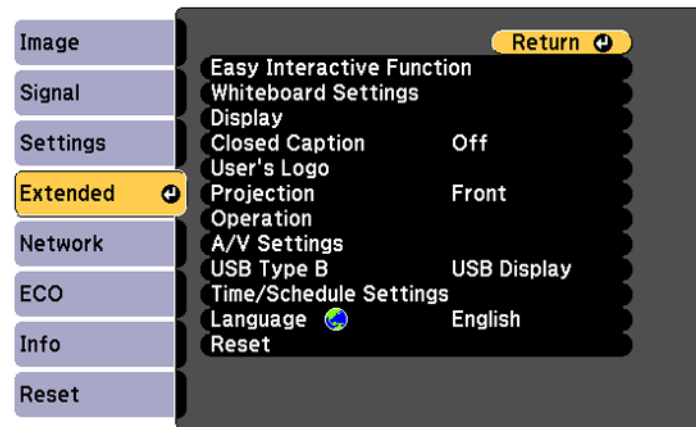 Image
Signal
Settings
Extended
Network
ECO
Info
Reset
Return
Easy Interactive Function
Whiteboard Settings
Display
Closed Caption Off
User's Logo
Projection Front
Operation
A/V Settings
USB Type B USB Display
Time/Schedule Settings
Language English
Reset